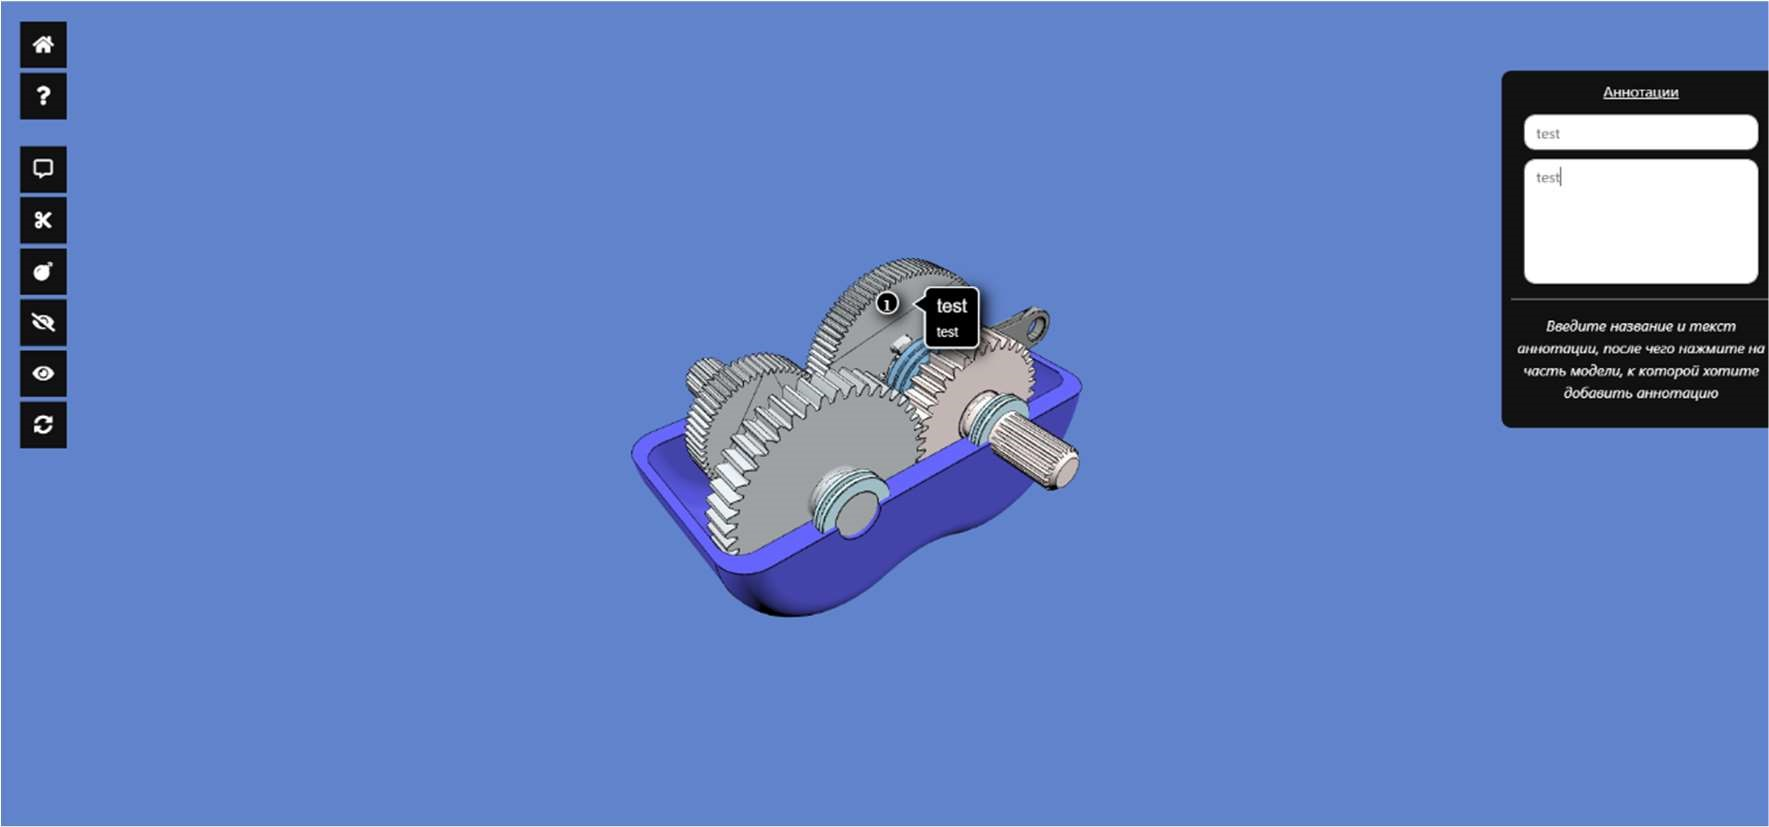 Аннотации
test
test
1
test
test
Введите название и текст
аннотации, после чего нажмите на
часть модели, к которой хотите
добавить аннотацию